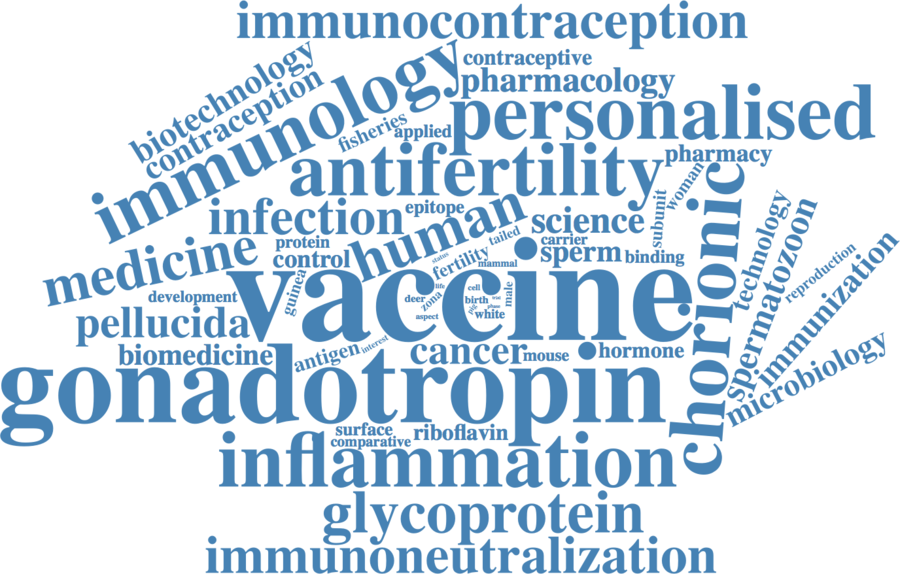 immunocontraception
biotechnology
contraception
immunology
contraceptive
pharmacology
fisheries
applied
personalised
antifertility
pharmacy
woman
subunit
chorionic
infection
epitope
human
science
medicine
protein
control
status
fertility
tailed
carrier
sperm
binding
technology
spermatozoon
reproduction
immunization
microbiology
vaccine
mammal
guinea
development
deer
life
zona
aspect
cell
birth
pig
white
male
pellucida
biomedicine
antigen
interest
cancer
mouse
hormone
gonadotropin
surface
comparative
riboflavin
inflammation
glycoprotein
immunoneutralization